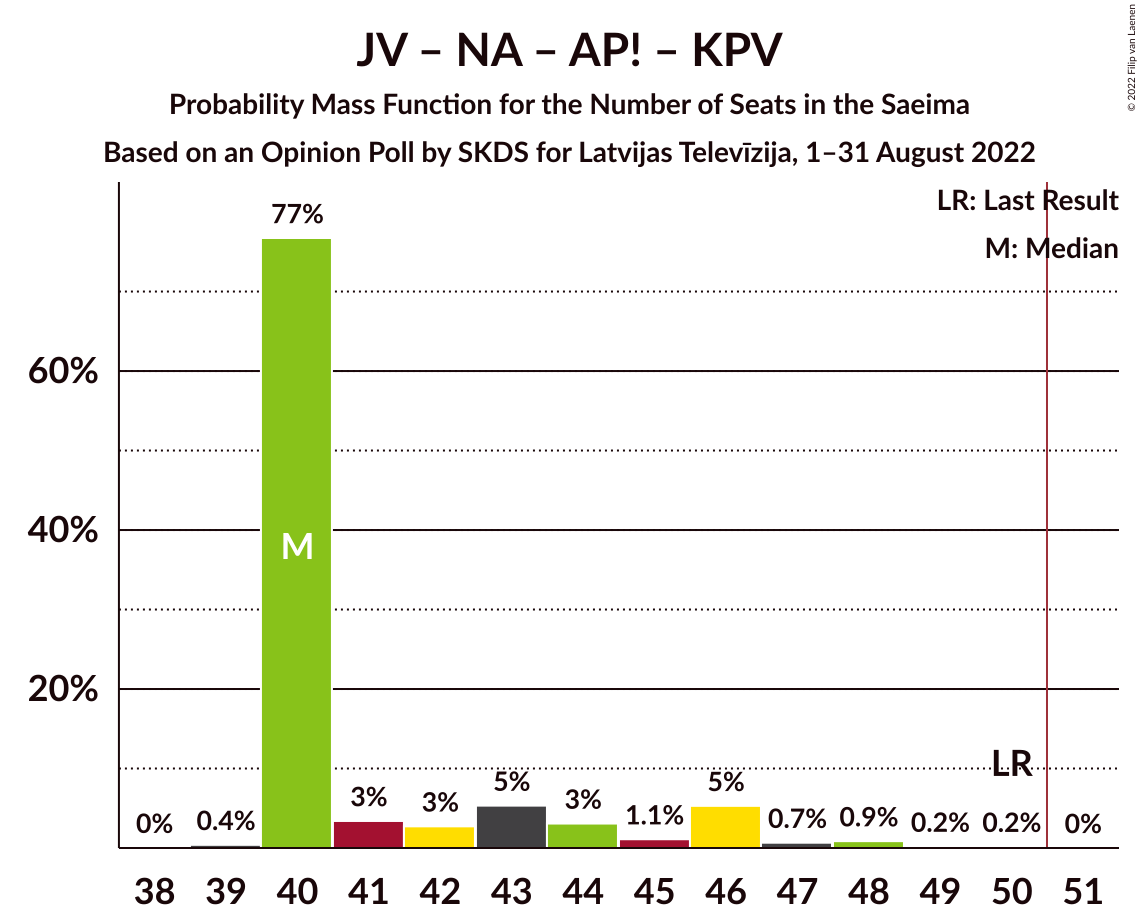 JV – NA – AP! – KPV
Probability Mass Function for the Number of Seats in the Saeima
Based on an Opinion Poll by SKDS for Latvijas Televīzija, 1–31 August 2022
© 2022 Filip van Laenen
LR: Last Result
M: Median
77%
60%
40%
20%
M
LR
0% 0.4% 3% 3% 5% 3% 1.1% 5% 0.7% 0.9% 0.2% 0.2% 0%
38 39 40 41 42 43 44 45 46 47 48 49 50 51